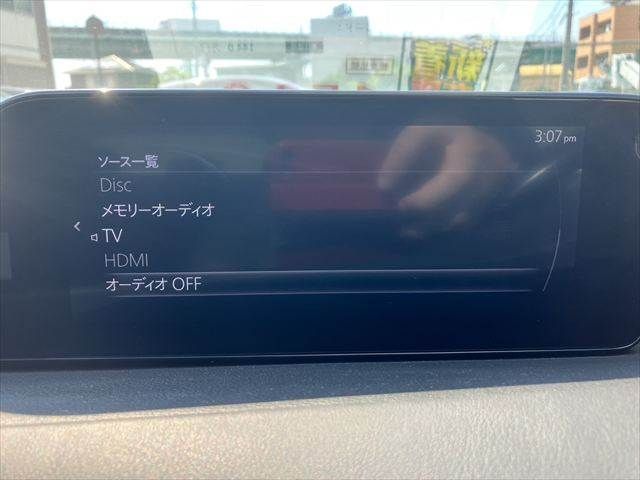 3:07 pm
ソース一覧
Disc
メモリーオーディオ
TV
HDMI
オーディオ OFF